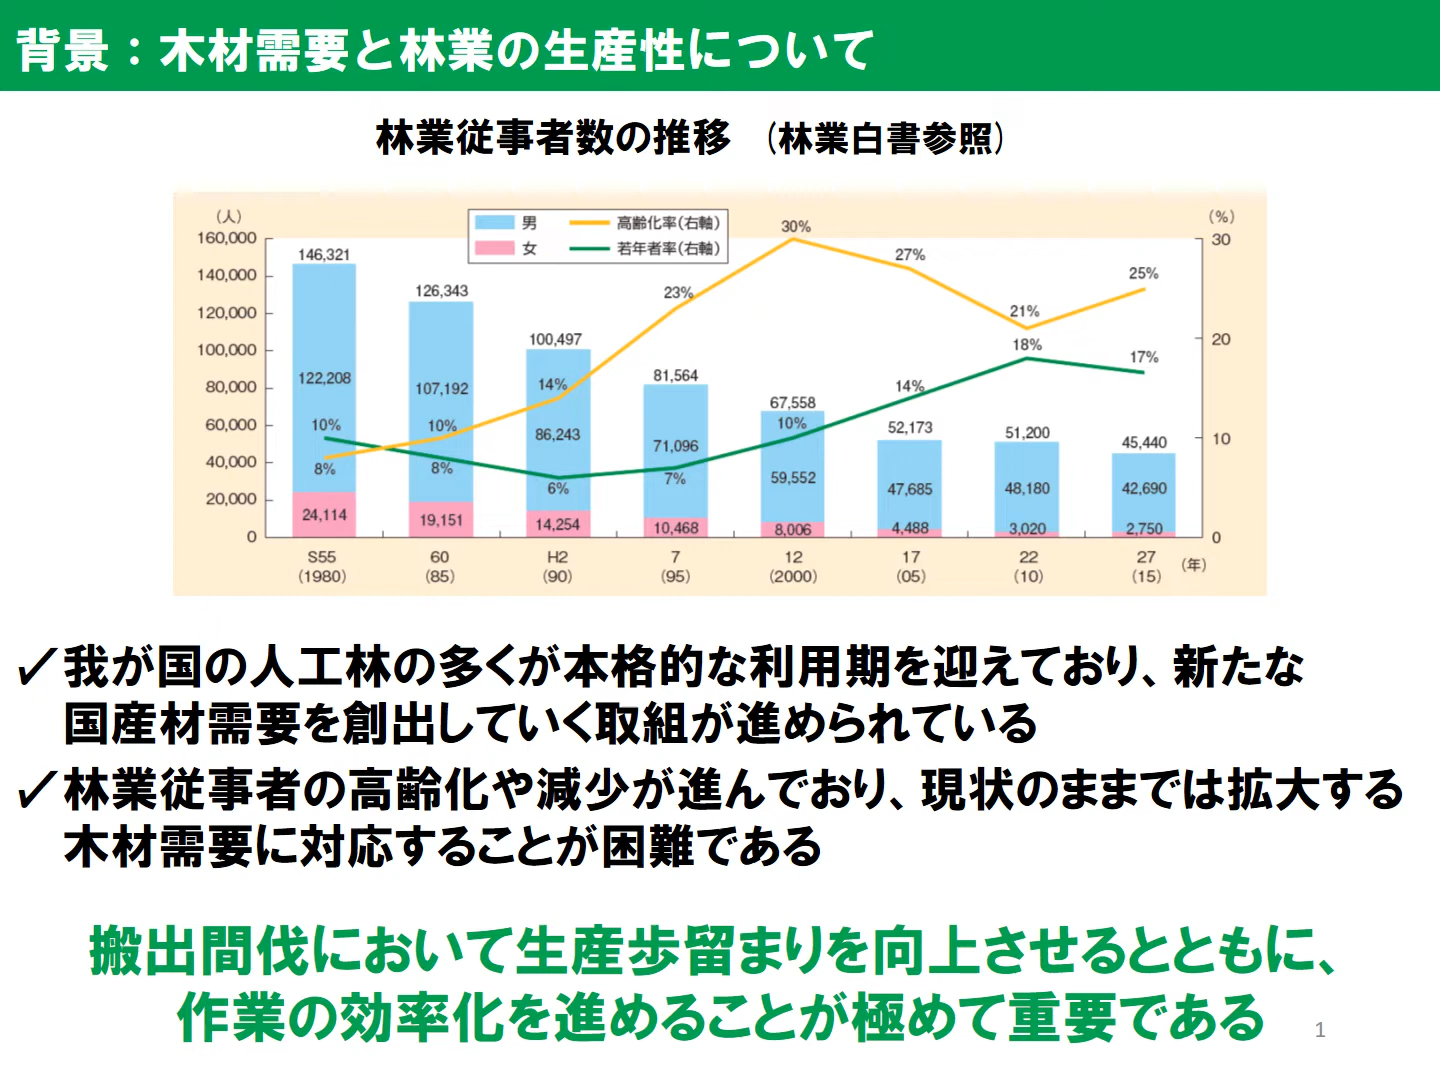 背景：木材需要と林業の生産性について
林業従事者数の推移　(林業白書参照)
(人)
(%)
男 高齢化率(右軸)
女 若年者率(右軸)
160,000
140,000
120,000
100,000
80,000
60,000
40,000
20,000
0
30
20
10
0
146,321
126,343
100,497
81,564
67,558
52,173
51,200
45,440
122,208
107,192
86,243
71,096
59,552
47,685
48,180
42,690
24,114
19,151
14,254
10,468
8,006
4,488
3,020
2,750
8% 10% 14% 23% 30% 27% 21% 25%
10% 8% 6% 7% 10% 14% 18% 17%
S55 60 H2 7 12 17 22 27 (年)
(1980) (85) (90) (95) (2000) (05) (10) (15)
✓我が国の人工林の多くが本格的な利用期を迎えており、新たな
国産材需要を創出していく取組が進められている
✓林業従事者の高齢化や減少が進んでおり、現状のままでは拡大する
木材需要に対応することが困難である
搬出間伐において生産歩留まりを向上させるとともに、
作業の効率化を進めることが極めて重要である
1